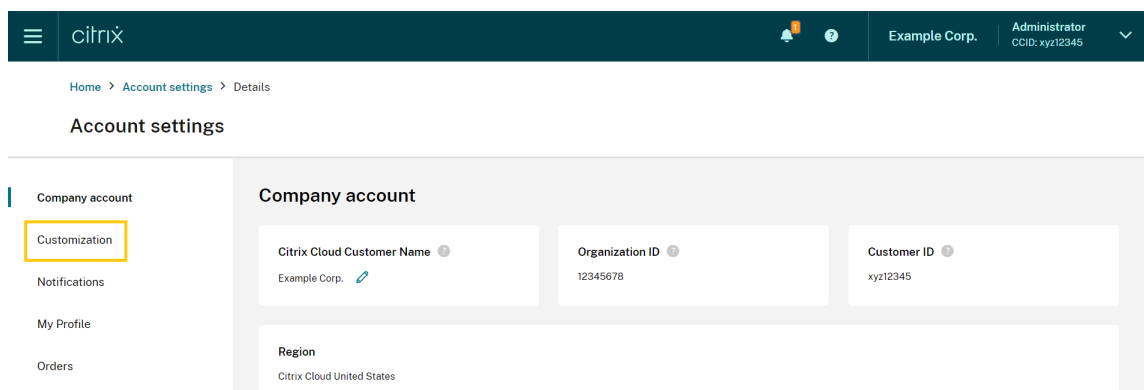 citrix
1
?
Example Corp.
Administrator
CCID: xyz12345
Home > Account settings > Details
Account settings
Company account
Customization
Notifications
My Profile
Orders
Company account
Citrix Cloud Customer Name ?
Example Corp.
Organization ID ?
12345678
Customer ID ?
xyz12345
Region
Citrix Cloud United States